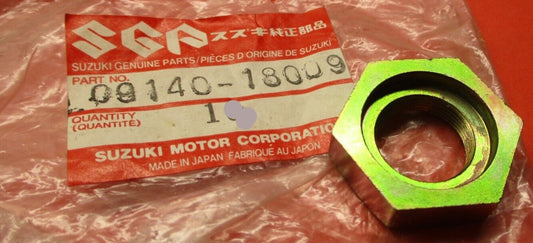 SGP スズキ純正部品
SUZUKI GENUINE PARTS/PIÈCES D'ORIGINE DE SUZUKI
PART NO. 09140-18009
QUANTITY 1
(QUANTITÉ)
SUZUKI MOTOR CORPORATION
MADE IN JAPAN FABRIQUÉ AU JAPON